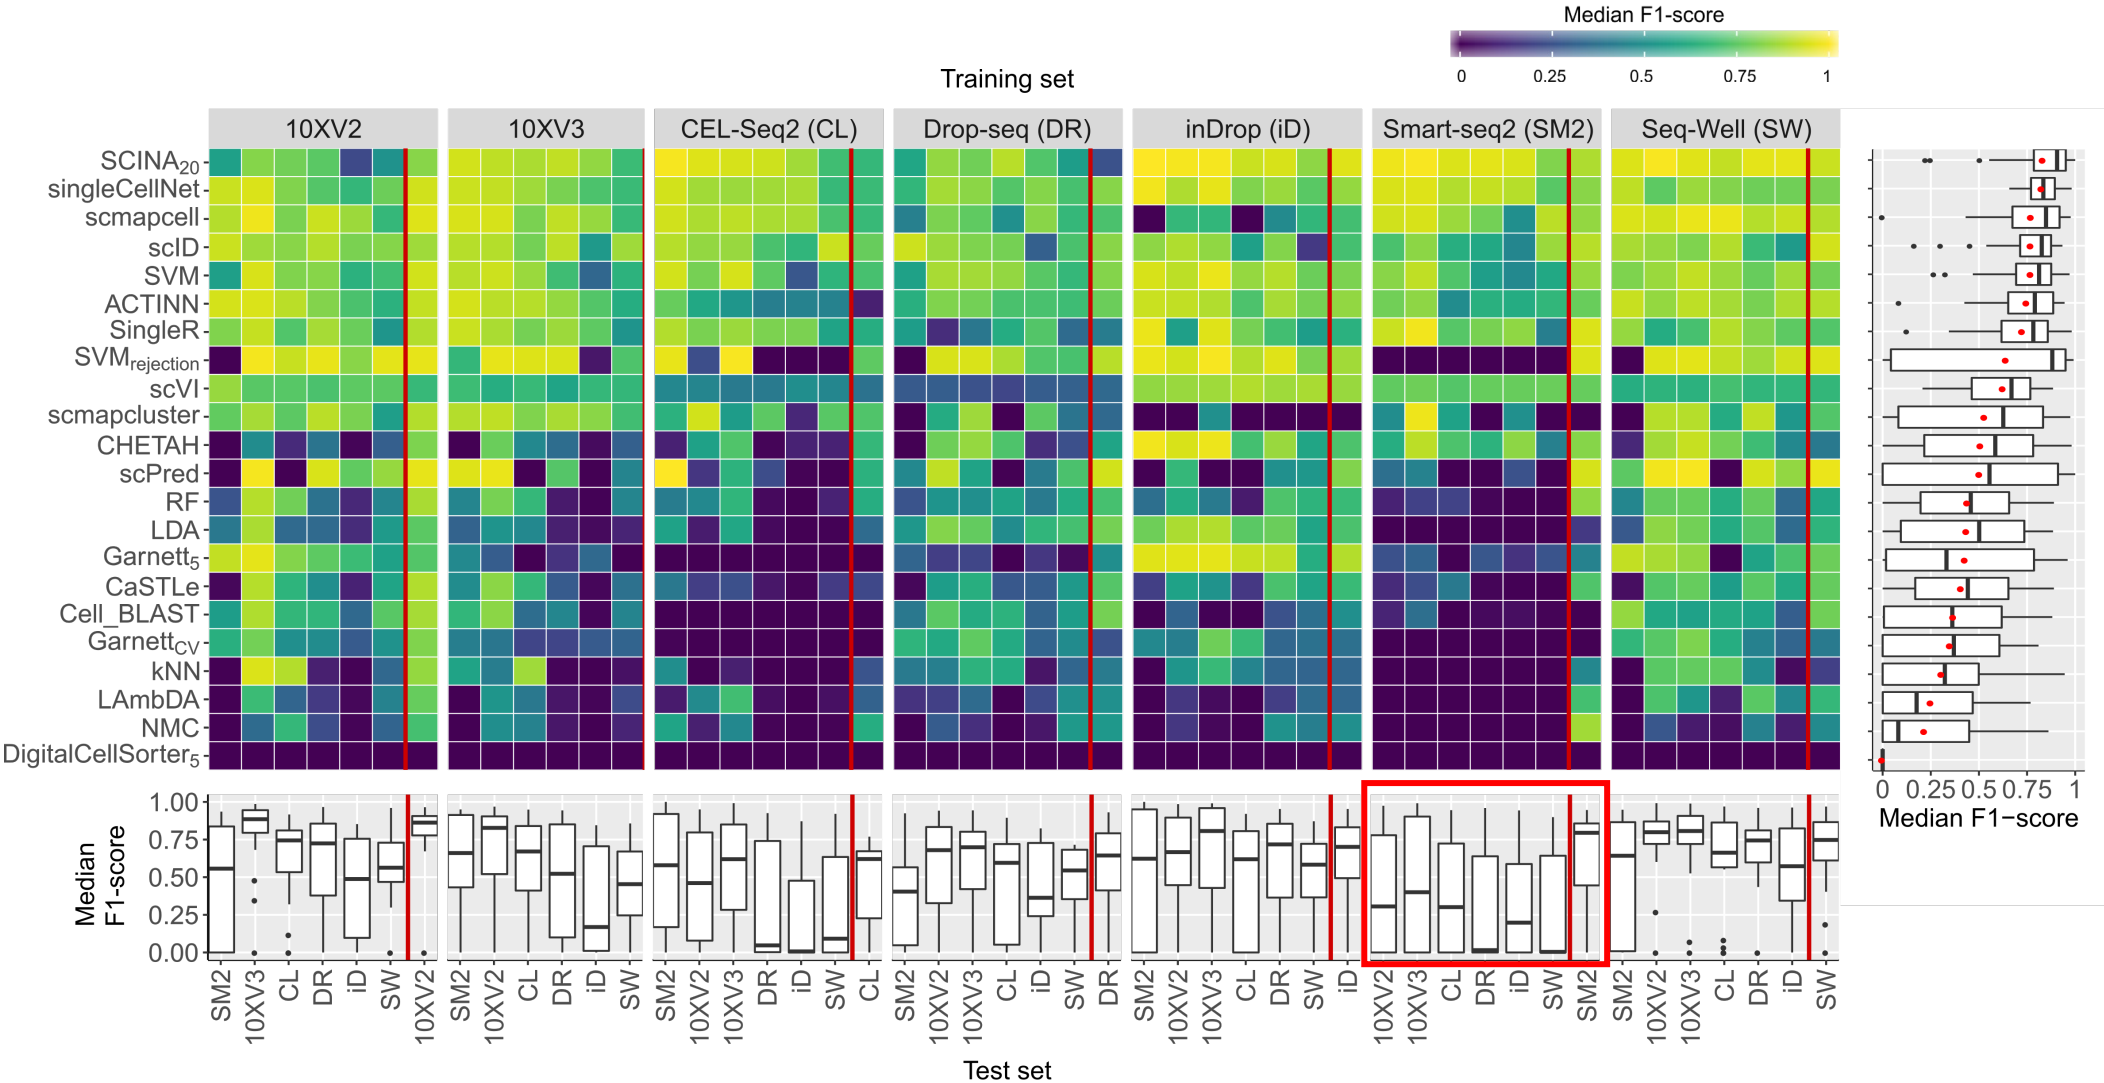 Median F1-score
0 0.25 0.5 0.75 1
Training set
10XV2 10XV3 CEL-Seq2 (CL) Drop-seq (DR) inDrop (iD) Smart-seq2 (SM2) Seq-Well (SW)
SCINA20
singleCellNet
scmapcell
scID
SVM
ACTINN
SingleR
SVMrejection
scVI
scmapcluster
CHETAH
scPred
RF
LDA
Garnett5
CaSTLe
Cell_BLAST
GarnettCV
kNN
LAmbDA
NMC
DigitalCellSorter5
0 0.25 0.5 0.75 1
Median F1−score
Median
F1-score
1.00
0.75
0.50
0.25
0.00
SM2 10XV3 CL DR iD SW 10XV2 SM2 10XV2 CL DR iD SW SM2 10XV2 10XV3 DR iD SW CL SM2 10XV2 10XV3 CL iD SW DR SM2 10XV2 10XV3 CL DR SW iD 10XV2 10XV3 CL DR iD SW SM2 SM2 10XV2 10XV3 CL DR iD SW
Test set